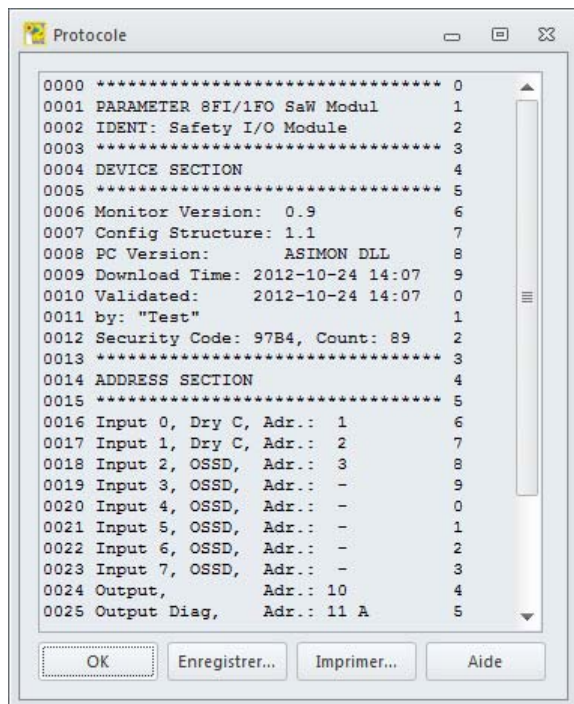 Protocole
0000 ********************************* 0
0001 PARAMETER 8FI/1FO SaW Modul 1
0002 IDENT: Safety I/O Module 2
0003 ********************************* 3
0004 DEVICE SECTION 4
0005 ********************************* 5
0006 Monitor Version: 0.9 6
0007 Config Structure: 1.1 7
0008 PC Version: ASIMON DLL 8
0009 Download Time: 2012-10-24 14:07 9
0010 Validated: 2012-10-24 14:07 0
0011 by: "Test" 1
0012 Security Code: 97B4, Count: 89 2
0013 ********************************* 3
0014 ADDRESS SECTION 4
0015 ********************************* 5
0016 Input 0, Dry C, Adr.: 1 6
0017 Input 1, Dry C, Adr.: 2 7
0018 Input 2, OSSD, Adr.: 3 8
0019 Input 3, OSSD, Adr.: - 9
0020 Input 4, OSSD, Adr.: - 0
0021 Input 5, OSSD, Adr.: - 1
0022 Input 6, OSSD, Adr.: - 2
0023 Input 7, OSSD, Adr.: - 3
0024 Output, Adr.: 10 4
0025 Output Diag, Adr.: 11 A 5
OK Enregistrer... Imprimer... Aide